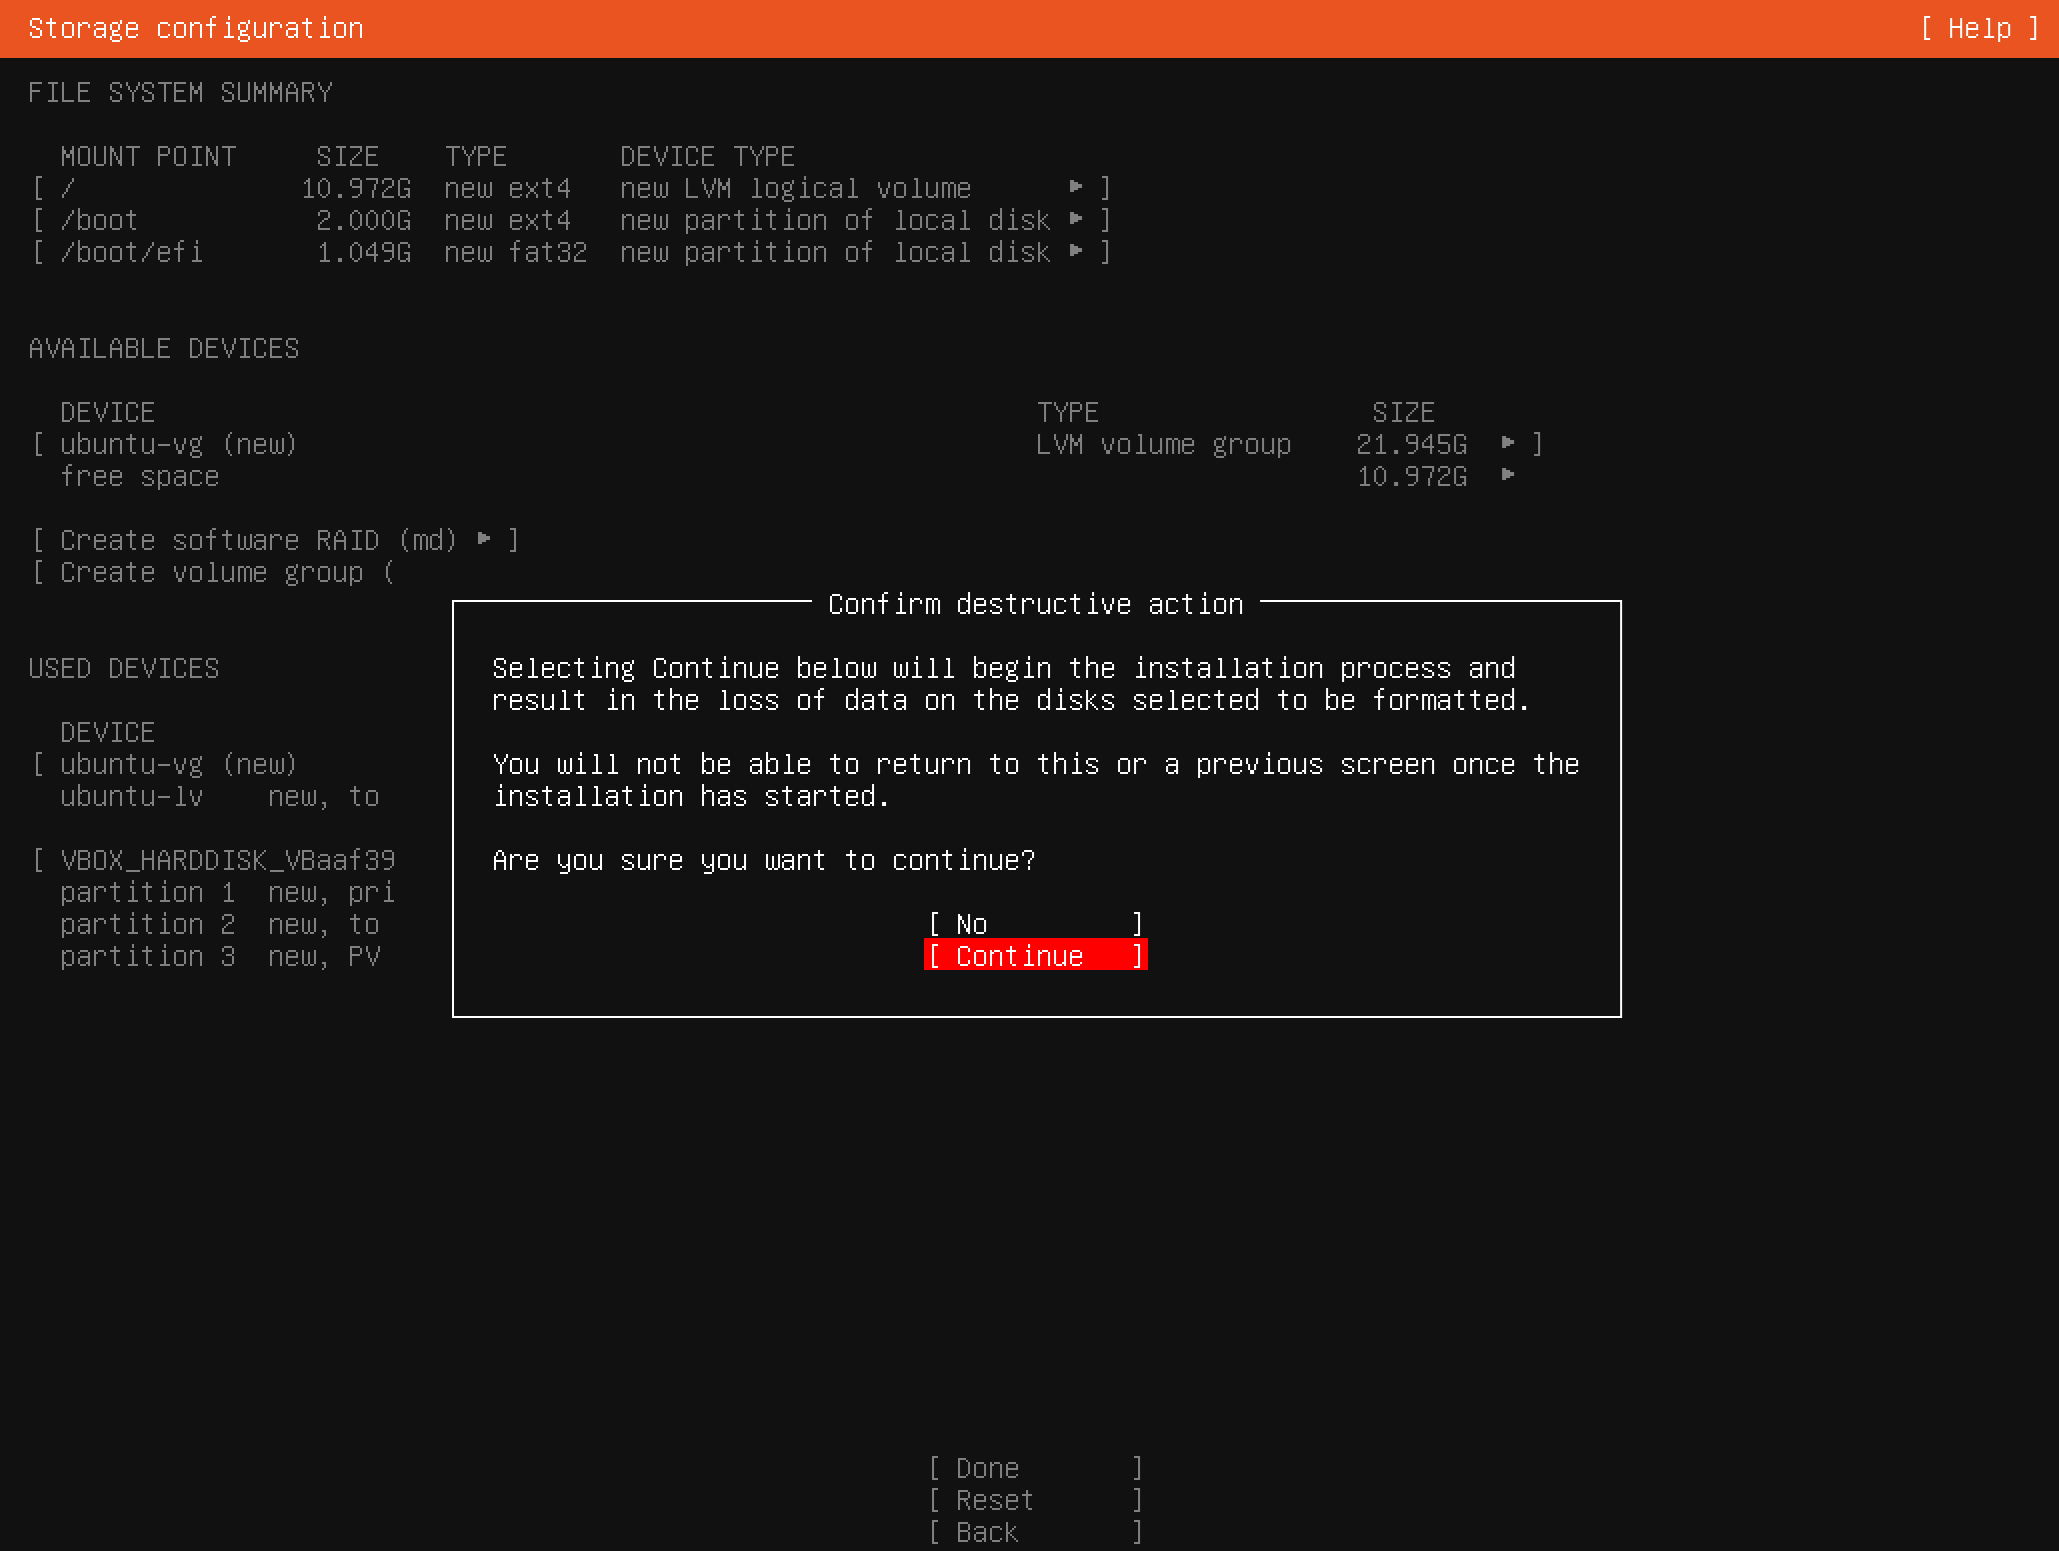 Storage configuration [ Help ]
FILE SYSTEM SUMMARY
MOUNT POINT SIZE TYPE DEVICE TYPE
[ / 10.972G new ext4 new LVM logical volume ▸ ]
[ /boot 2.000G new ext4 new partition of local disk ▸ ]
[ /boot/efi 1.049G new fat32 new partition of local disk ▸ ]
AVAILABLE DEVICES
DEVICE TYPE SIZE
[ ubuntu-vg (new) LVM volume group 21.945G ▸ ]
free space 10.972G ▸
[ Create software RAID (md) ▸ ]
[ Create volume group (
USED DEVICES
DEVICE
[ ubuntu-vg (new)
ubuntu-lv new, to
[ VBOX_HARDDISK_VBaaf39
partition 1 new, pri
partition 2 new, to
partition 3 new, PV
Confirm destructive action
Selecting Continue below will begin the installation process and
result in the loss of data on the disks selected to be formatted.
You will not be able to return to this or a previous screen once the
installation has started.
Are you sure you want to continue?
[ No ]
[ Continue ]
[ Done ]
[ Reset ]
[ Back ]